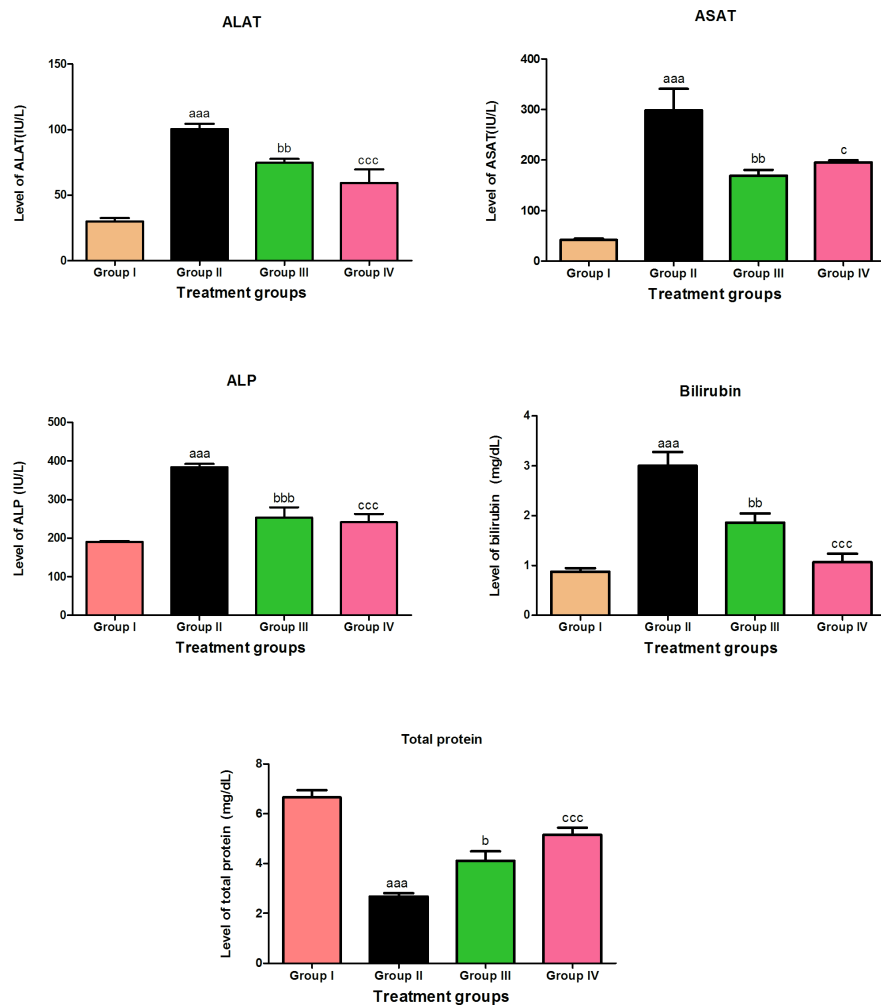 ALAT
Level of ALAT(IU/L)
150
100
50
0
aaa
bb
ccc
Group I Group II Group III Group IV
Treatment groups
ASAT
Level of ASAT(IU/L)
400
300
200
100
0
aaa
bb
c
Group I Group II Group III Group IV
Treatment groups
ALP
Level of ALP (IU/L)
500
400
300
200
100
0
aaa
bbb
ccc
Group I Group II Group III Group IV
Treatment groups
Bilirubin
Level of bilirubin (mg/dL)
4
3
2
1
0
aaa
bb
ccc
Group I Group II Group III Group IV
Treatment groups
Total protein
Level of total protein (mg/dL)
8
6
4
2
0
aaa
b
ccc
Group I Group II Group III Group IV
Treatment groups